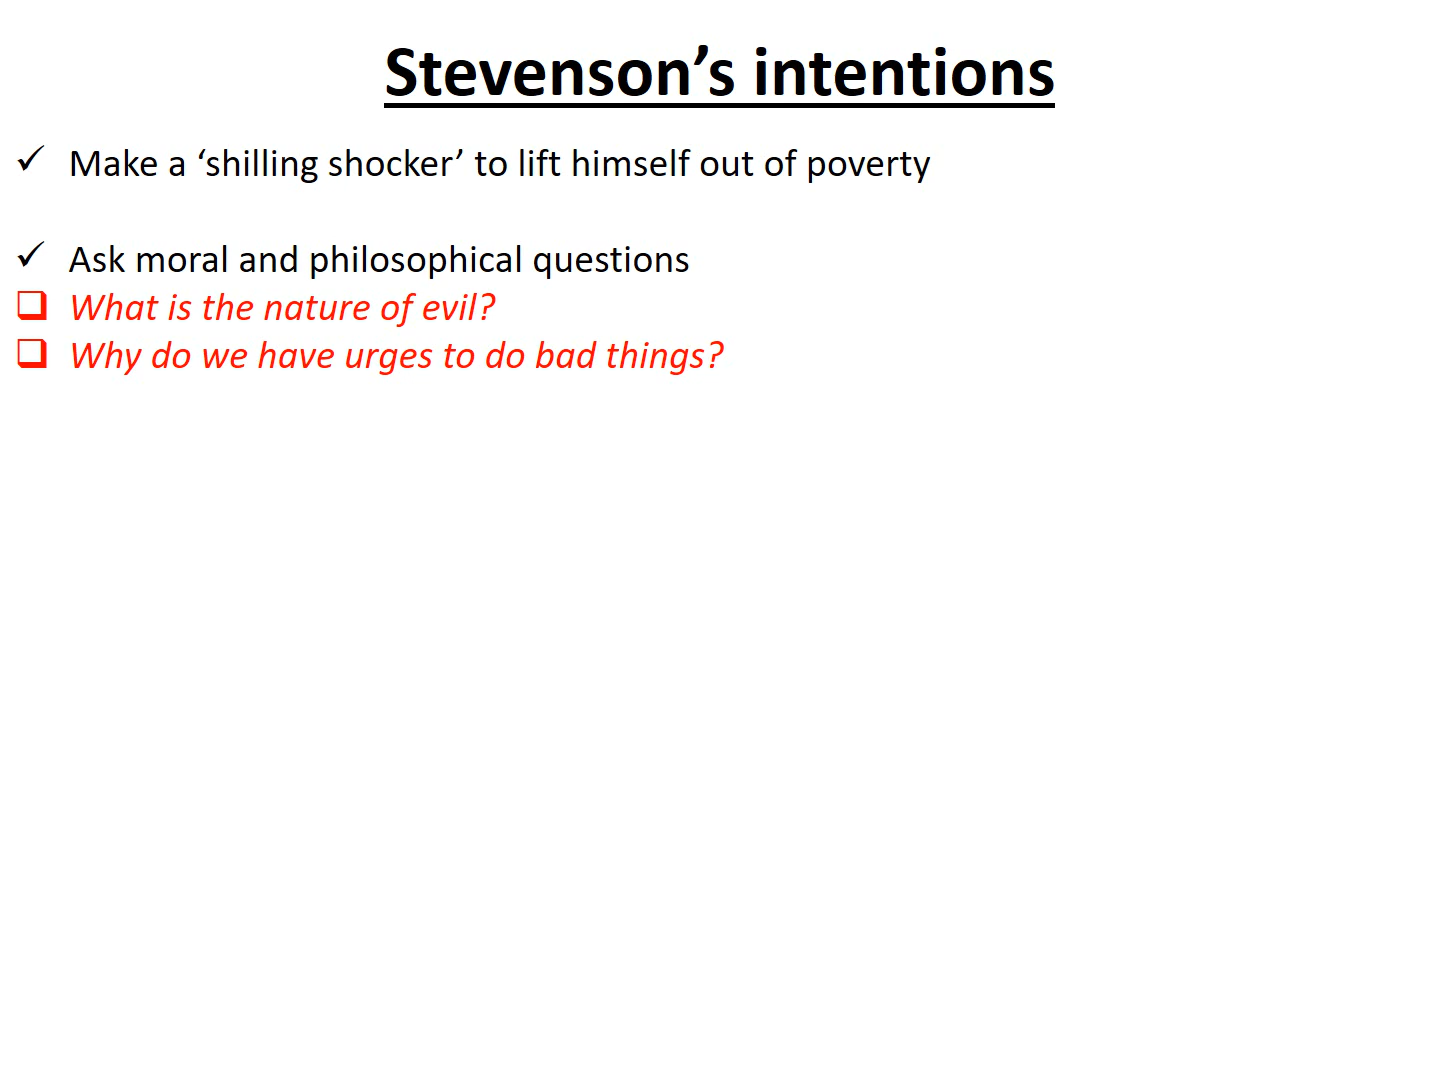 Stevenson’s intentions
Make a ‘shilling shocker’ to lift himself out of poverty
Ask moral and philosophical questions
What is the nature of evil?
Why do we have urges to do bad things?